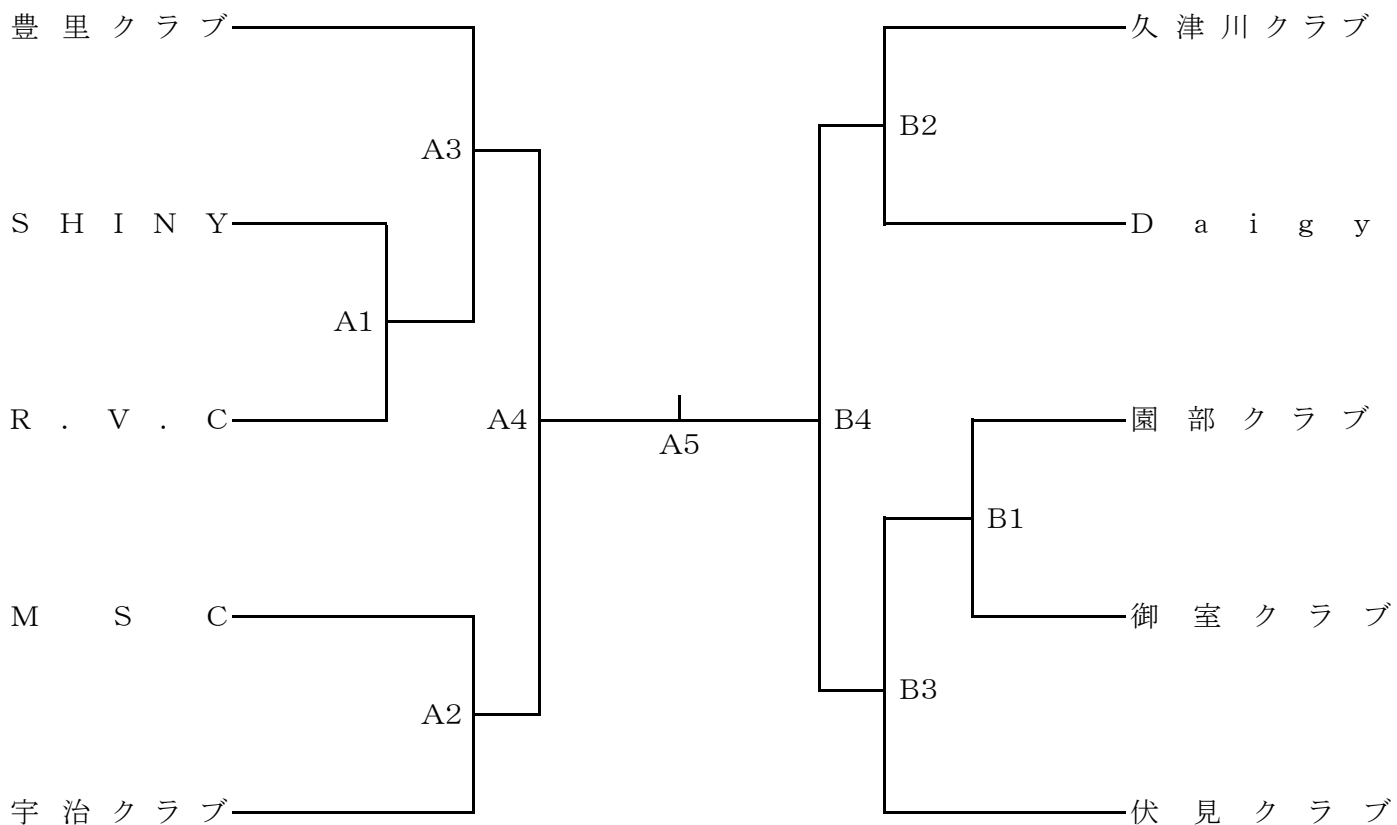 豊里クラブ
久津川クラブ
B2
A3
SHINY
Daigy
A1
R.V.C
A4
B4
園部クラブ
A5
B1
MSC
御室クラブ
B3
A2
宇治クラブ
伏見クラブ